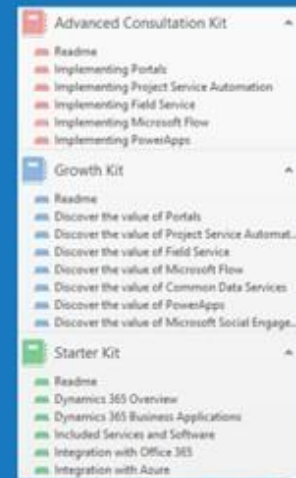 Advanced Consultation Kit
Readme
Implementing Portals
Implementing Project Service Automation
Implementing Field Service
Implementing Microsoft Flow
Implementing PowerApps
Growth Kit
Readme
Discover the value of Portals
Discover the value of Project Service Automat...
Discover the value of Field Service
Discover the value of Microsoft Flow
Discover the value of Common Data Services
Discover the value of PowerApps
Discover the value of Microsoft Social Engage...
Starter Kit
Readme
Dynamics 365 Overview
Dynamics 365 Business Applications
Included Services and Software
Integration with Office 365
Integration with Azure